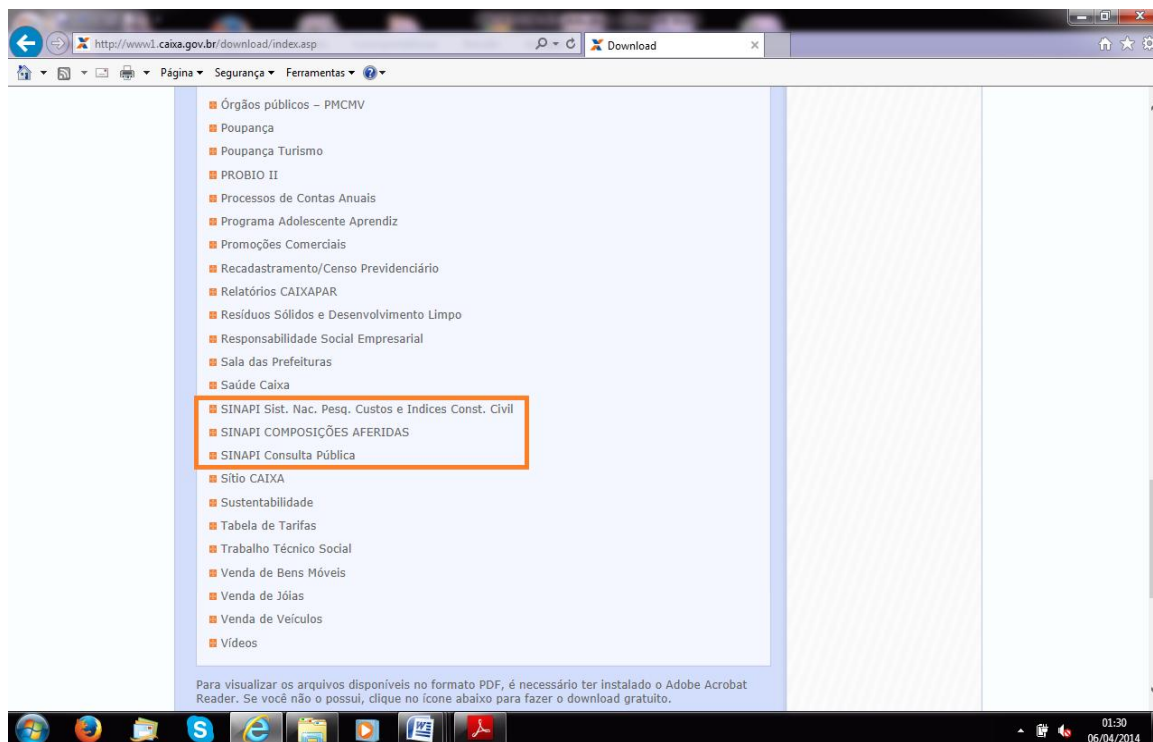 http://www1.caixa.gov.br/download/index.asp
Download
Página
Segurança
Ferramentas
Órgãos públicos – PMCMV
Poupança
Poupança Turismo
PROBIO II
Processos de Contas Anuais
Programa Adolescente Aprendiz
Promoções Comerciais
Recadastramento/Censo Previdenciário
Relatórios CAIXAPAR
Resíduos Sólidos e Desenvolvimento Limpo
Responsabilidade Social Empresarial
Sala das Prefeituras
Saúde Caixa
SINAPI Sist. Nac. Pesq. Custos e Indices Const. Civil
SINAPI COMPOSIÇÕES AFERIDAS
SINAPI Consulta Pública
Sítio CAIXA
Sustentabilidade
Tabela de Tarifas
Trabalho Técnico Social
Venda de Bens Móveis
Venda de Jóias
Venda de Veículos
Vídeos
Para visualizar os arquivos disponíveis no formato PDF, é necessário ter instalado o Adobe Acrobat
Reader. Se você não o possui, clique no ícone abaixo para fazer o download gratuito.
01:30
06/04/2014